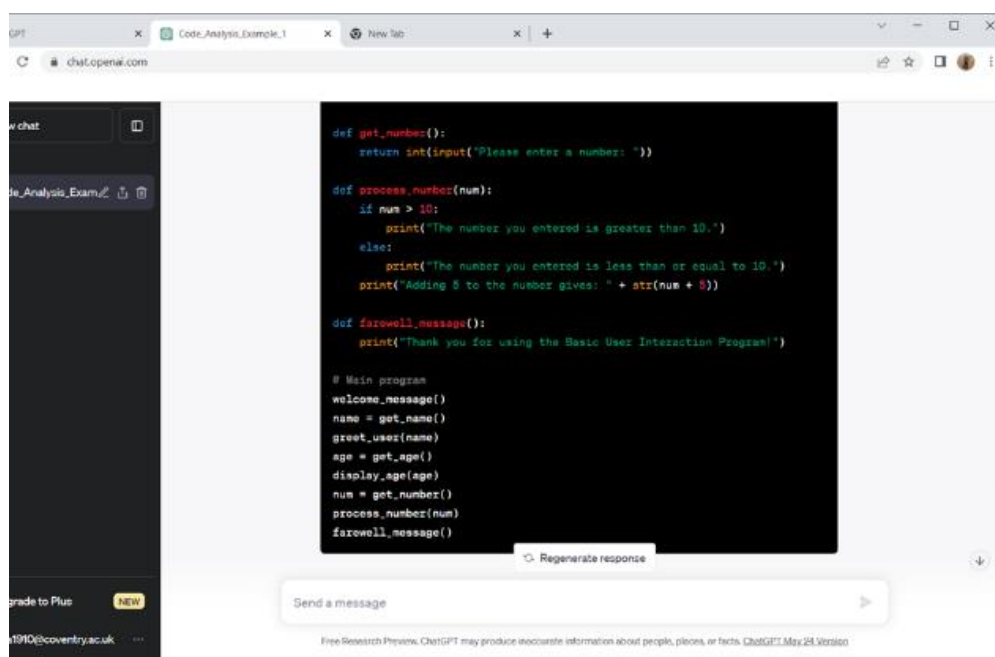 GPT
Code_Analysis_Example_1
New Tab
chat.openai.com
w chat
de_Analysis_Exam
def get_number():
return int(input("Please enter a number: "))
def process_number(num):
if num > 10:
print("The number you entered is greater than 10.")
else:
print("The number you entered is less than or equal to 10.")
print("Adding 5 to the number gives: " + str(num + 5))
def farewell_message():
print("Thank you for using the Basic User Interaction Program!")
# Main program
welcome_message()
name = get_name()
greet_user(name)
age = get_age()
display_age(age)
num = get_number()
process_number(num)
farewell_message()
Regenerate response
grade to Plus NEW
Send a message
a1910@coventry.ac.uk
Free Research Preview. ChatGPT may produce inaccurate information about people, places, or facts. ChatGPT May 24 Version